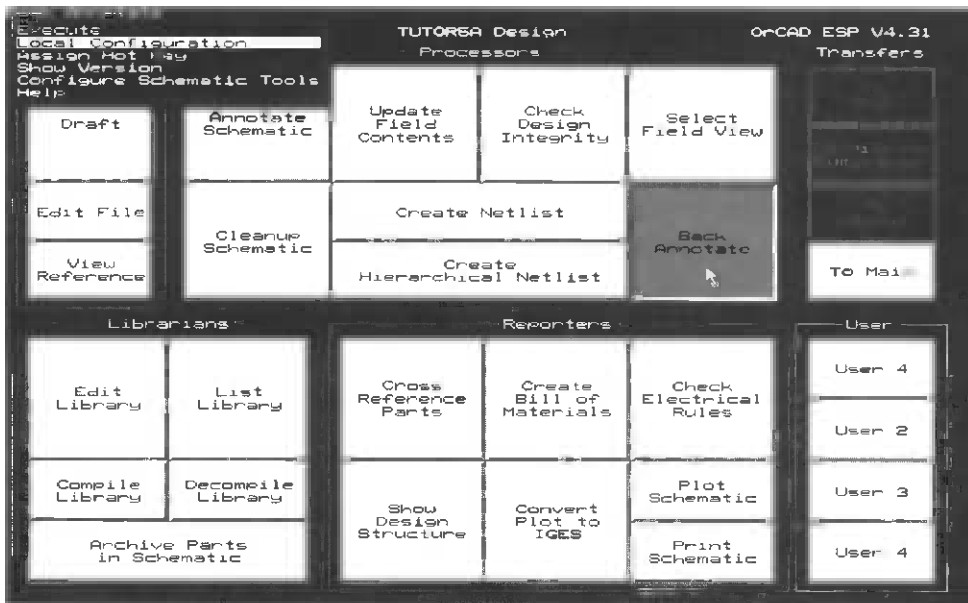 Execute
Local Configuration
Assign Hot Key
Show Version
Configure Schematic Tools
Help
TUTOR6A Design
OrCAD ESP V4.31
Processors
Transfers
Draft
Annotate
Schematic
Update
Field
Contents
Check
Design
Integrity
Select
Field View
Edit File
View
Reference
Cleanup
Schematic
Create Netlist
Create
Hierarchical Netlist
Back
Annotate
To Mai
Librarians
Reporters
User
Edit
Library
List
Library
Compile
Library
Decompile
Library
Archive Parts
in Schematic
Cross
Reference
Parts
Create
Bill of
Materials
Check
Electrical
Rules
Show
Design
Structure
Convert
Plot to
IGES
Plot
Schematic
Print
Schematic
User 4
User 2
User 3
User 4